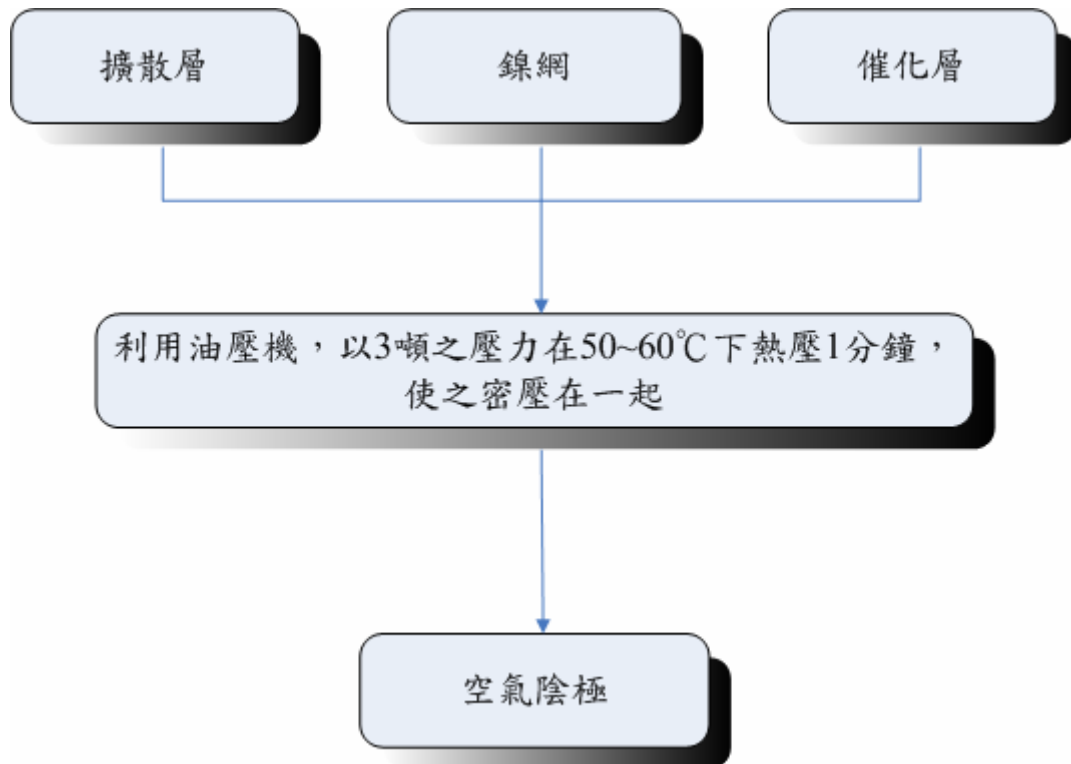 擴散層
鎳網
催化層
利用油壓機，以3噸之壓力在50~60℃下熱壓1分鐘，
使之密壓在一起
空氣陰極